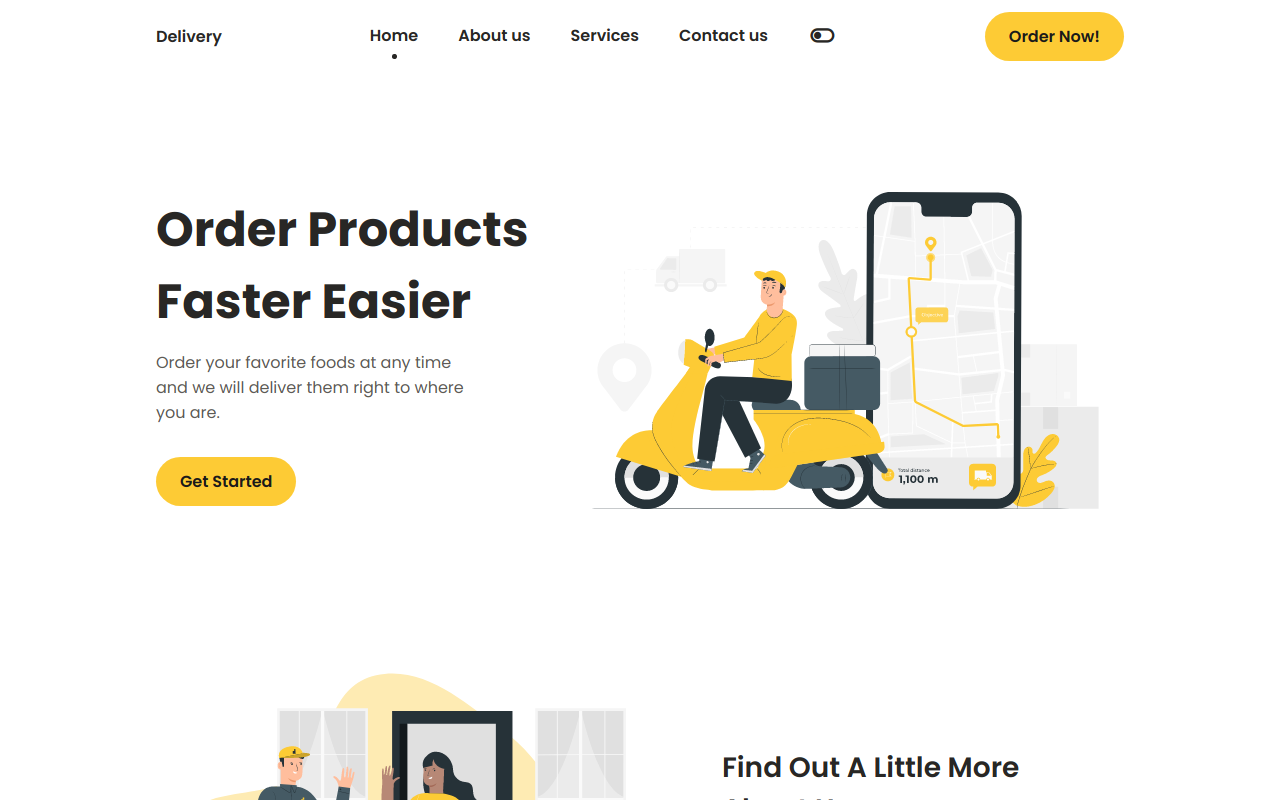 Delivery
Home
About us
Services
Contact us
Order Now!
Order Products
Faster Easier
Order your favorite foods at any time
and we will deliver them right to where
you are.
Get Started
Total distance
1,100 m
Find Out A Little More